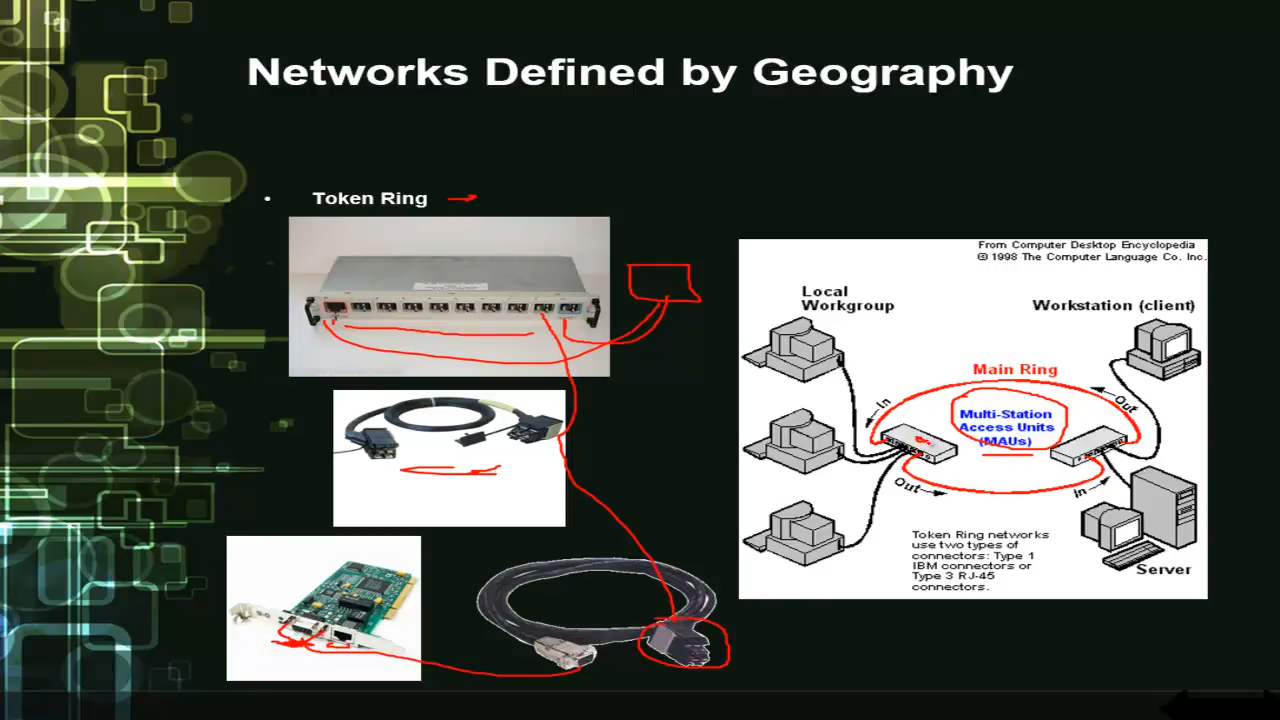 Networks Defined by Geography
• Token Ring
From Computer Desktop Encyclopedia
© 1998 The Computer Language Co. Inc.
Local
Workgroup
Workstation (client)
Main Ring
In
Out
Multi-Station
Access Units
(MAUs)
Out
In
Token Ring networks
use two types of
connectors: Type 1
IBM connectors or
Type 3 RJ-45
connectors.
Server